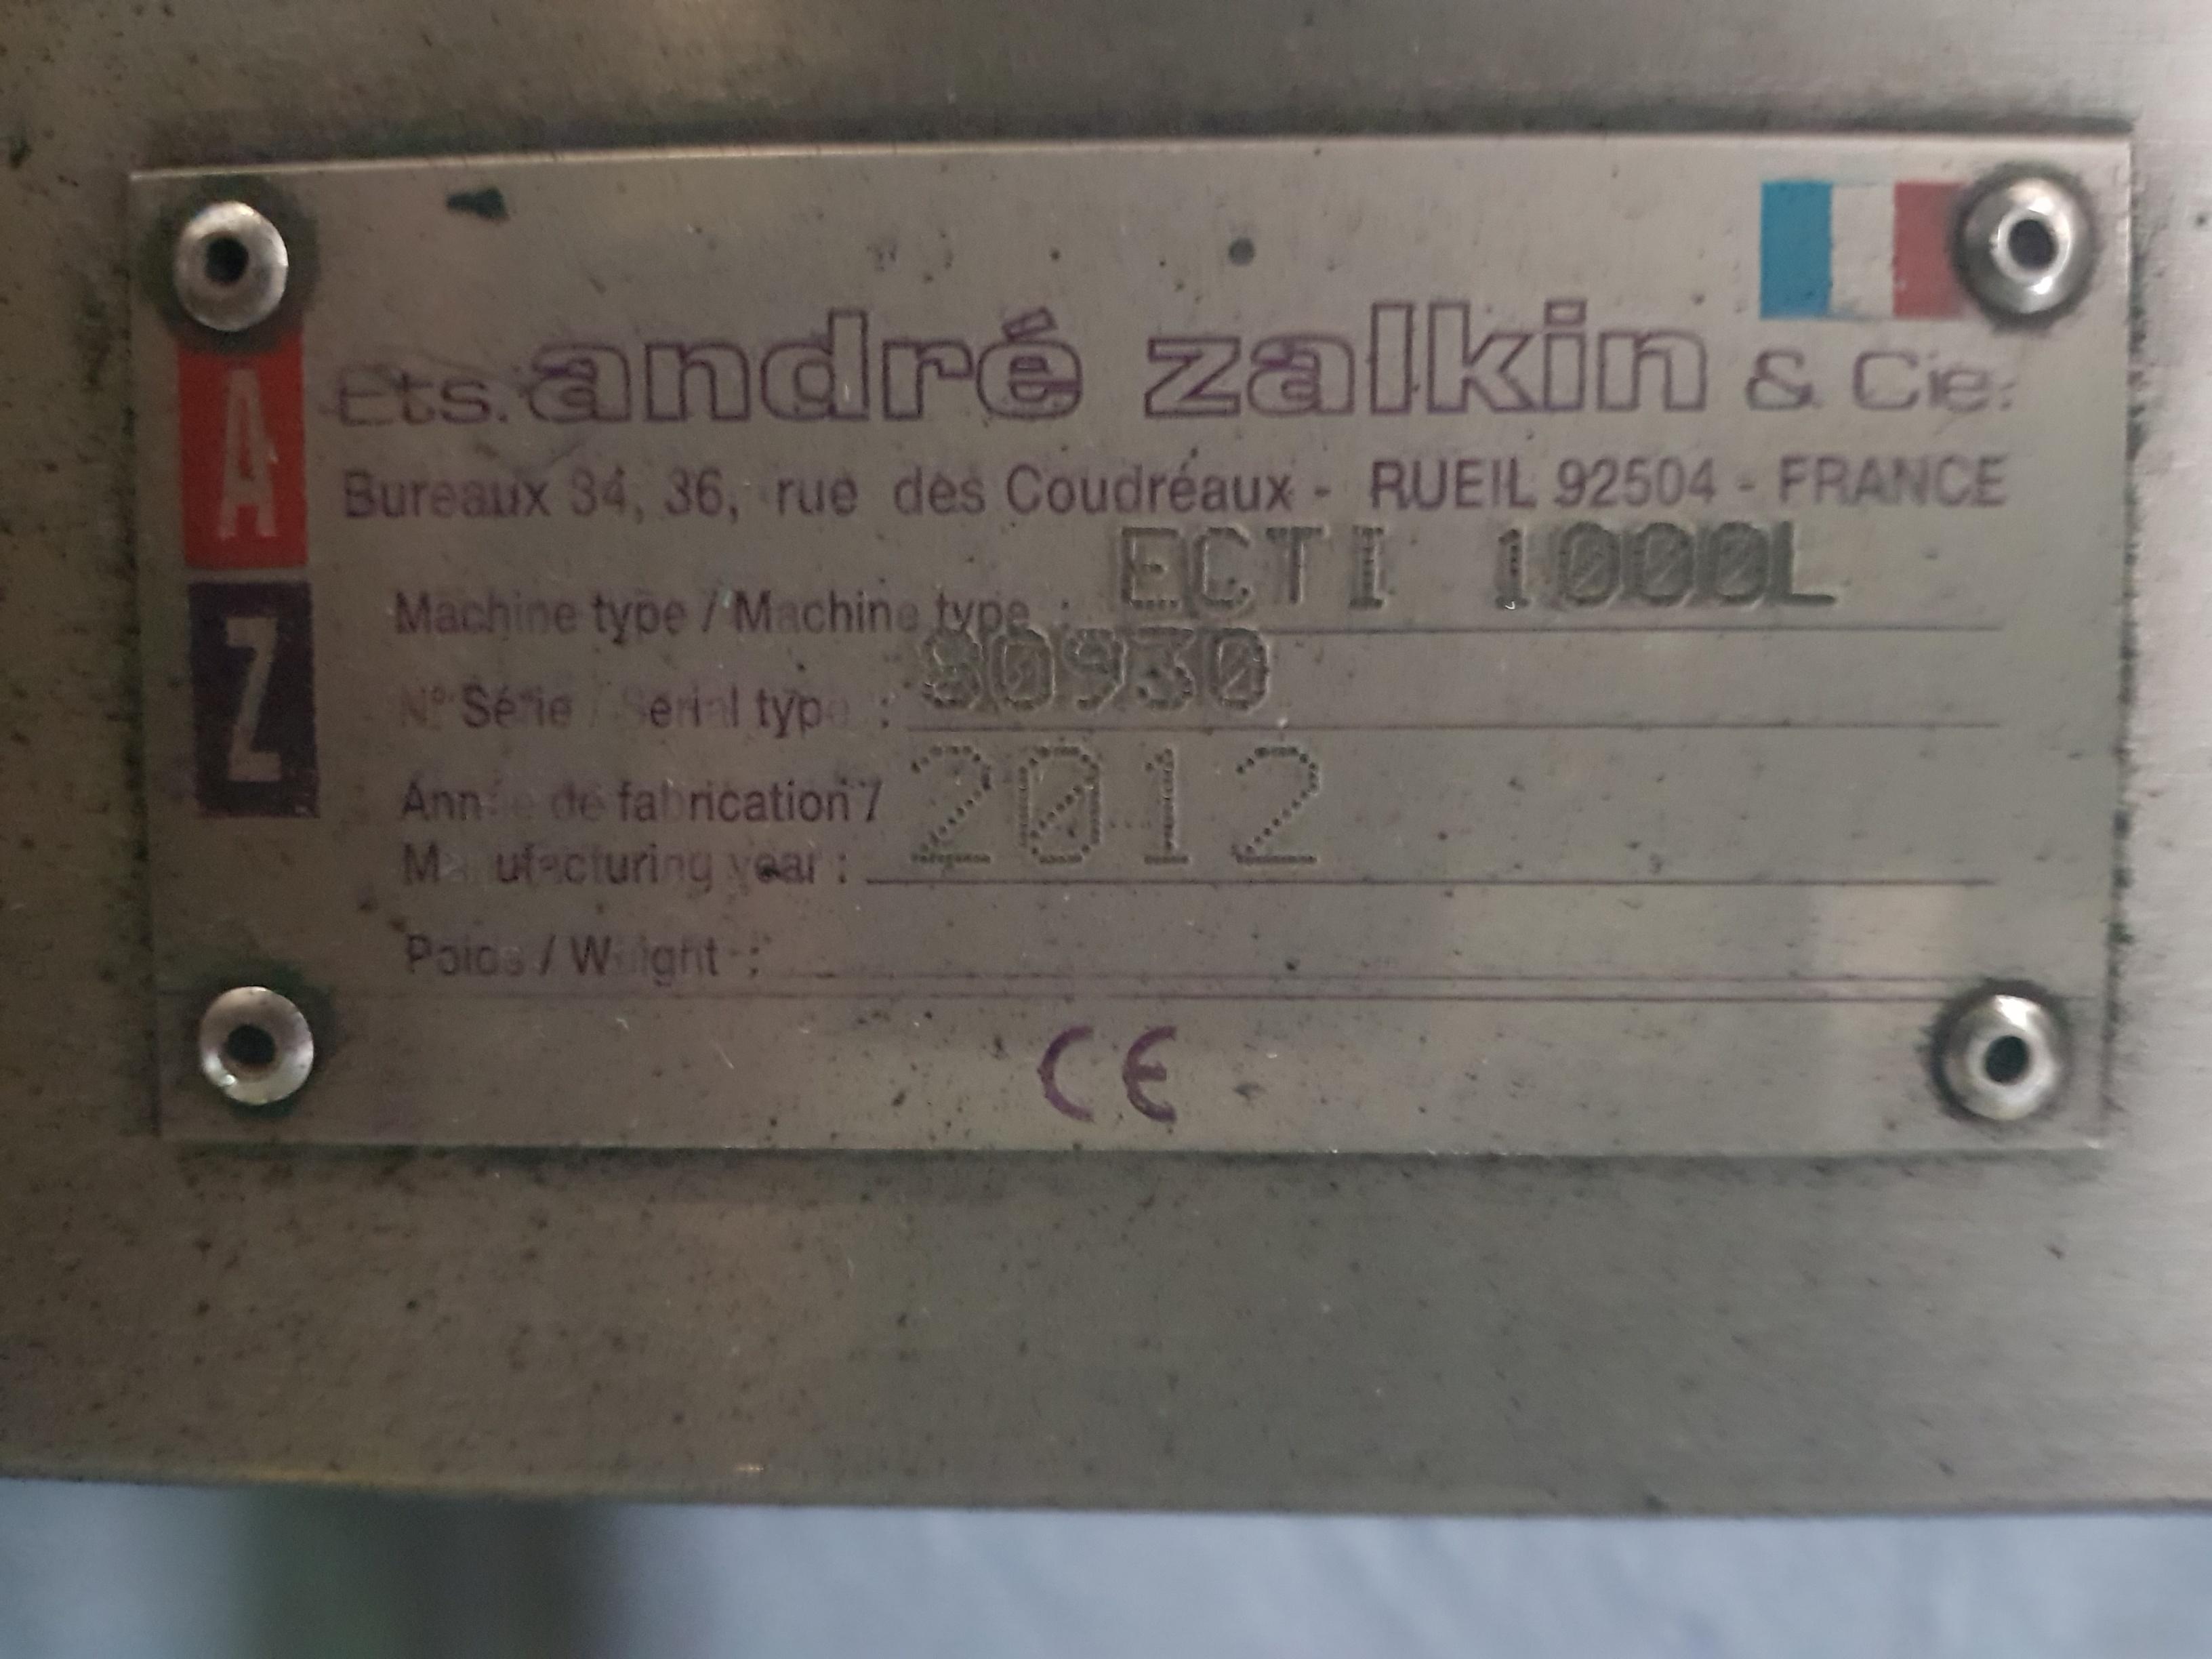 Ets. andré zalkin & Cie.
A
Bureaux 34, 36, rue des Coudréaux - RUEIL 92504 - FRANCE
Machine type / Machine type : ECTI 1000L
Z
N° Série / Serial type : 80930
Année de fabrication /
Manufacturing year : 2012
Poids / Weight :
CE